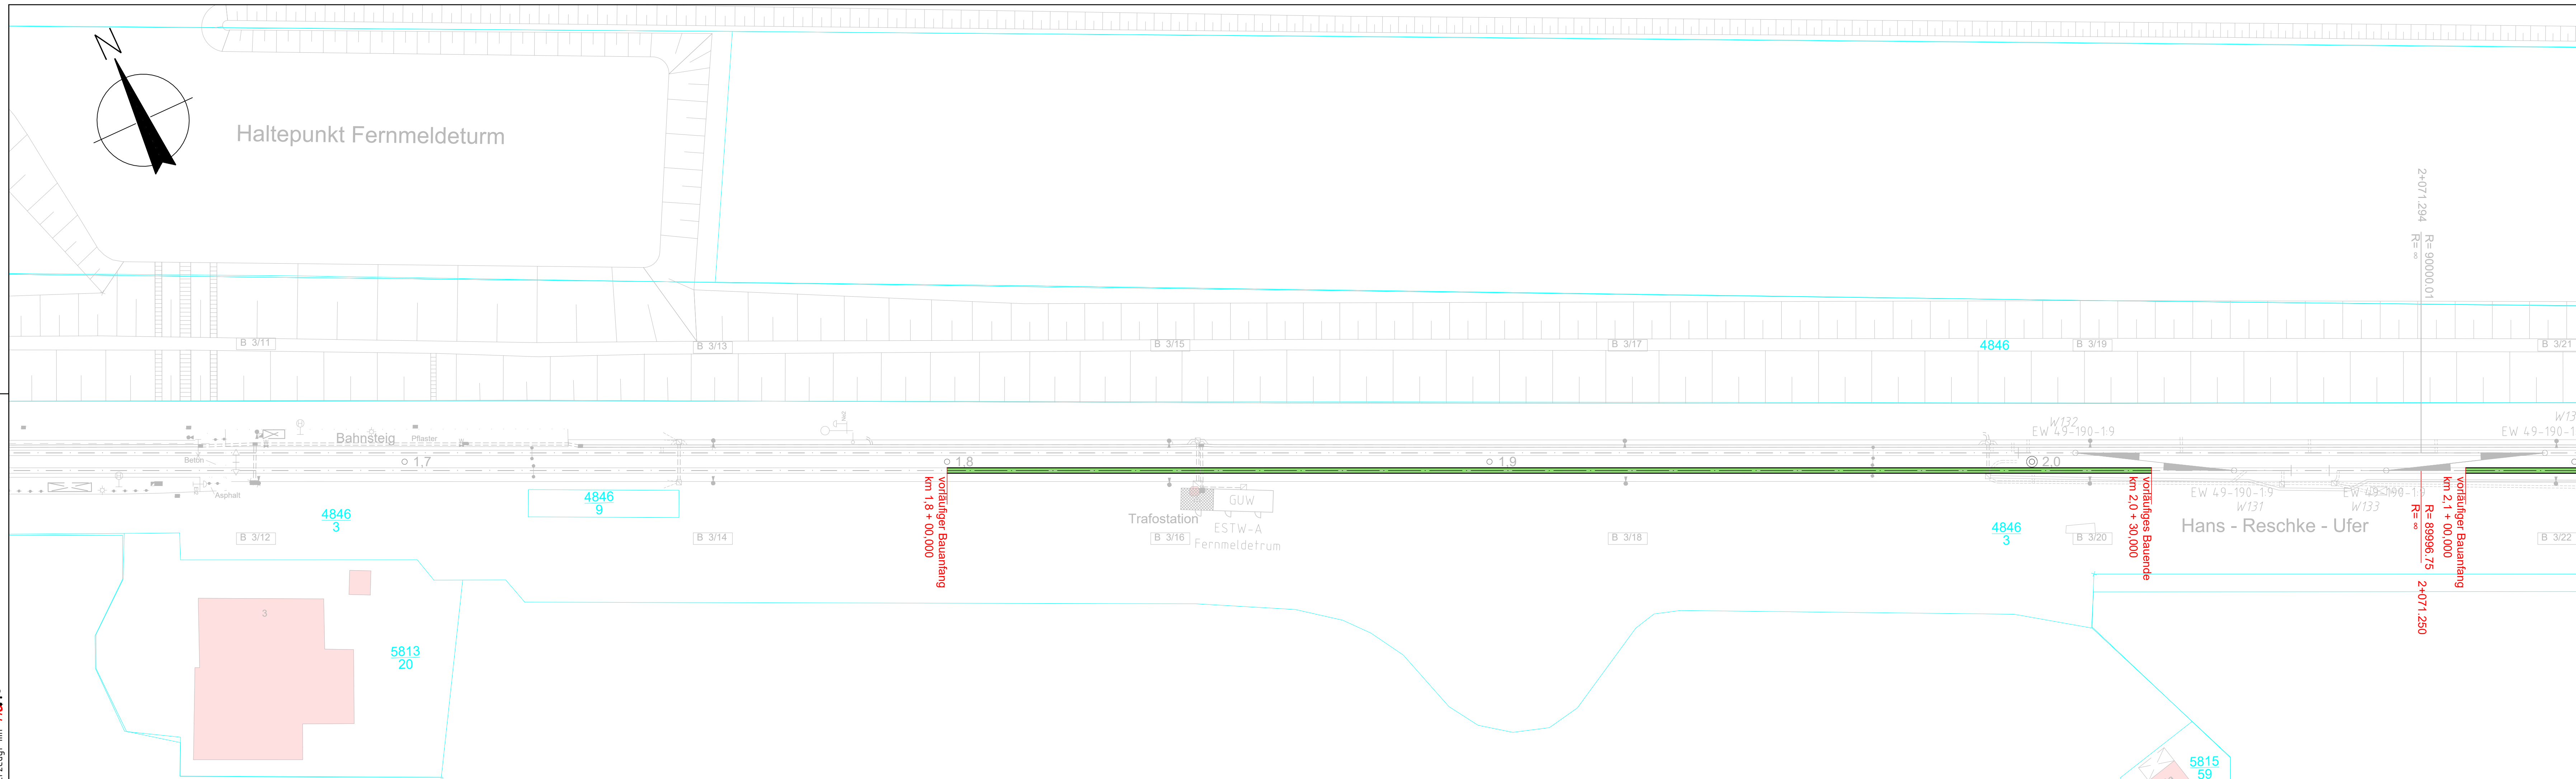 N
Haltepunkt Fernmeldeturm
2+071.294
R= 90000.01
R= ∞
B 3/11
B 3/13
B 3/15
B 3/17
4846
B 3/19
B 3/21
W132
EW 49-190-1:9
EW 49-190-1:
Bahnsteig
Pflaster
Beton
Asphalt
1,7
1,8
1,9
2,0
4846
3
4846
9
vorläufiger Bauanfang
km 1,8 + 00,000
GUW
Trafostation
ESTW-A
Fernmeldetrum
4846
3
vorläufiges Bauende
km 2,0 + 30,000
EW 49-190-1:9
W131
EW 49-190-1:9
W133
Hans - Reschke - Ufer
R= 89996.75
R= ∞
2+071.250
vorläufiger Bauanfang
km 2,1 + 00,000
B 3/12
B 3/14
B 3/16
B 3/18
B 3/20
B 3/22
3
5813
20
5815
59